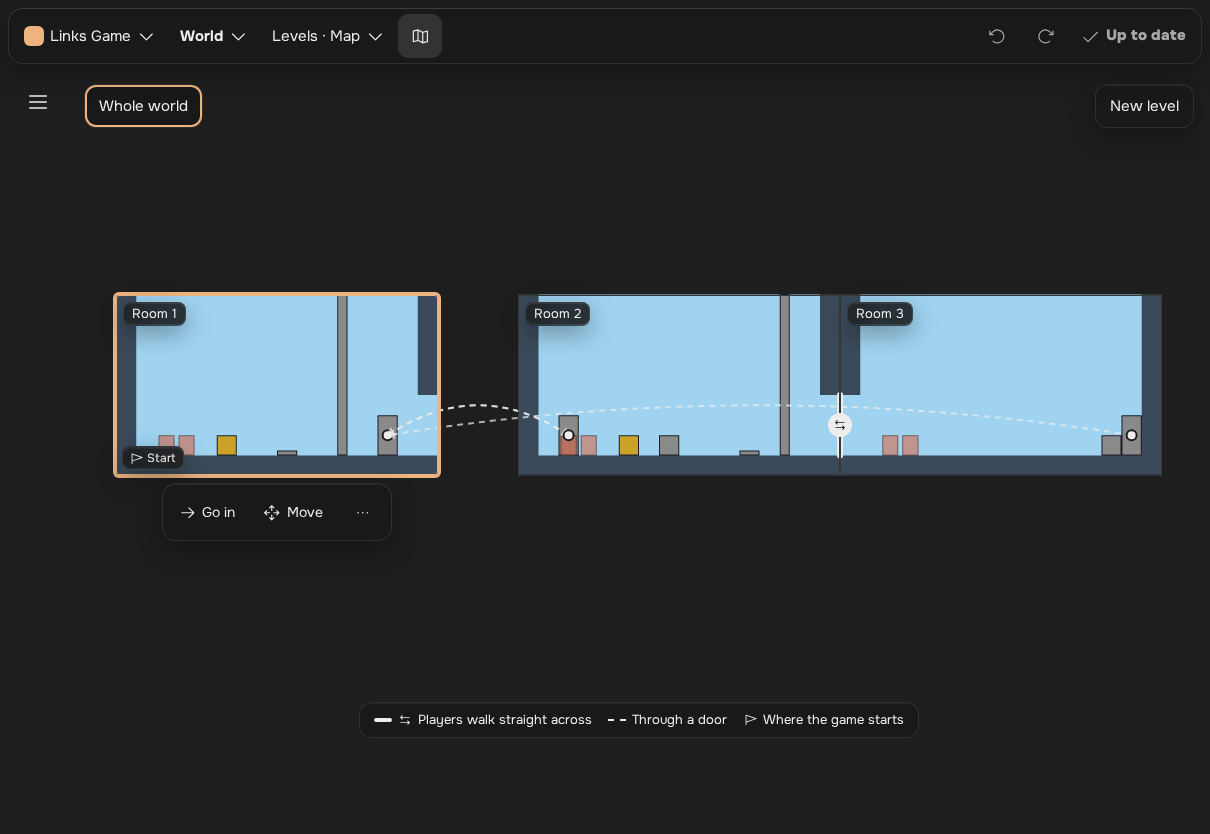 Links Game World Levels · Map Up to date
Whole world New level
Room 1 Room 2 Room 3
Start
Go in Move ...
Players walk straight across Through a door Where the game starts